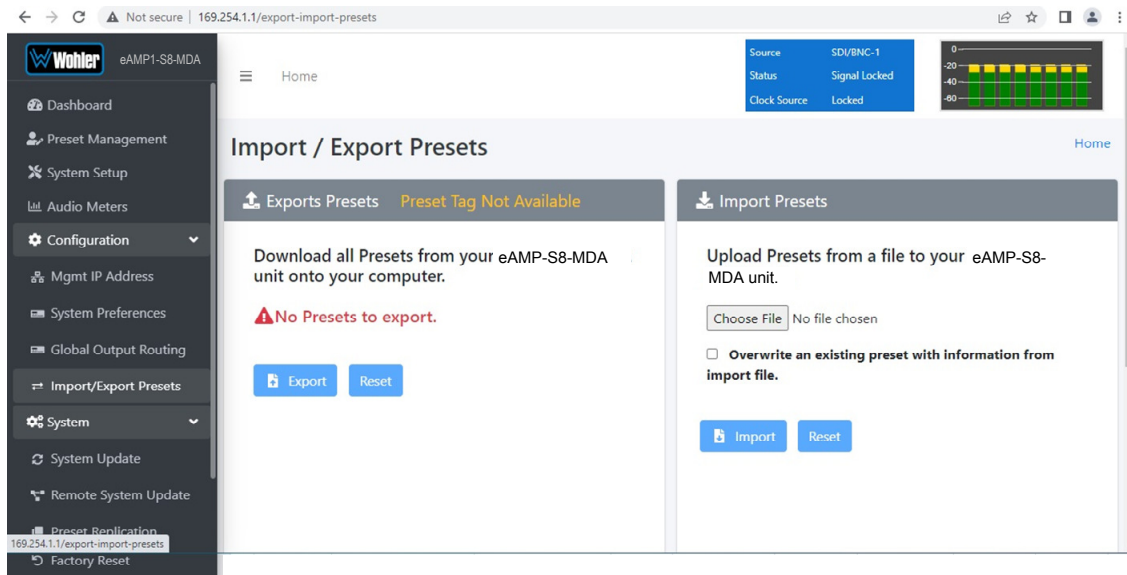 Not secure | 169.254.1.1/export-import-presets
Wohler eAMP1-S8-MDA
Dashboard
Preset Management
System Setup
Audio Meters
Configuration
Mgmt IP Address
System Preferences
Global Output Routing
Import/Export Presets
System
System Update
Remote System Update
Preset Replication
169.254.1.1/export-import-presets
Factory Reset
Home
Source SDI/BNC-1
Status Signal Locked
Clock Source Locked
0
-20
-40
-60
Import / Export Presets
Home
Exports Presets Preset Tag Not Available
Download all Presets from your eAMP-S8-MDA
unit onto your computer.
No Presets to export.
Export Reset
Import Presets
Upload Presets from a file to your eAMP-S8-
MDA unit.
Choose File No file chosen
Overwrite an existing preset with information from
import file.
Import Reset